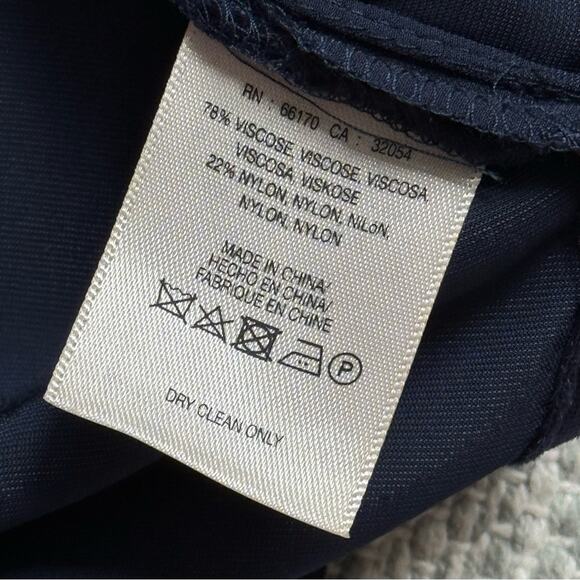 RN : 66170 CA : 32054
78% VISCOSE, VISCOSE, VISCOSA
VISCOSA, VISKOSE
22% NYLON, NYLON, NILóN,
NYLON, NYLON
MADE IN CHINA/
HECHO EN CHINA/
FABRIQUE EN CHINE
P
DRY CLEAN ONLY